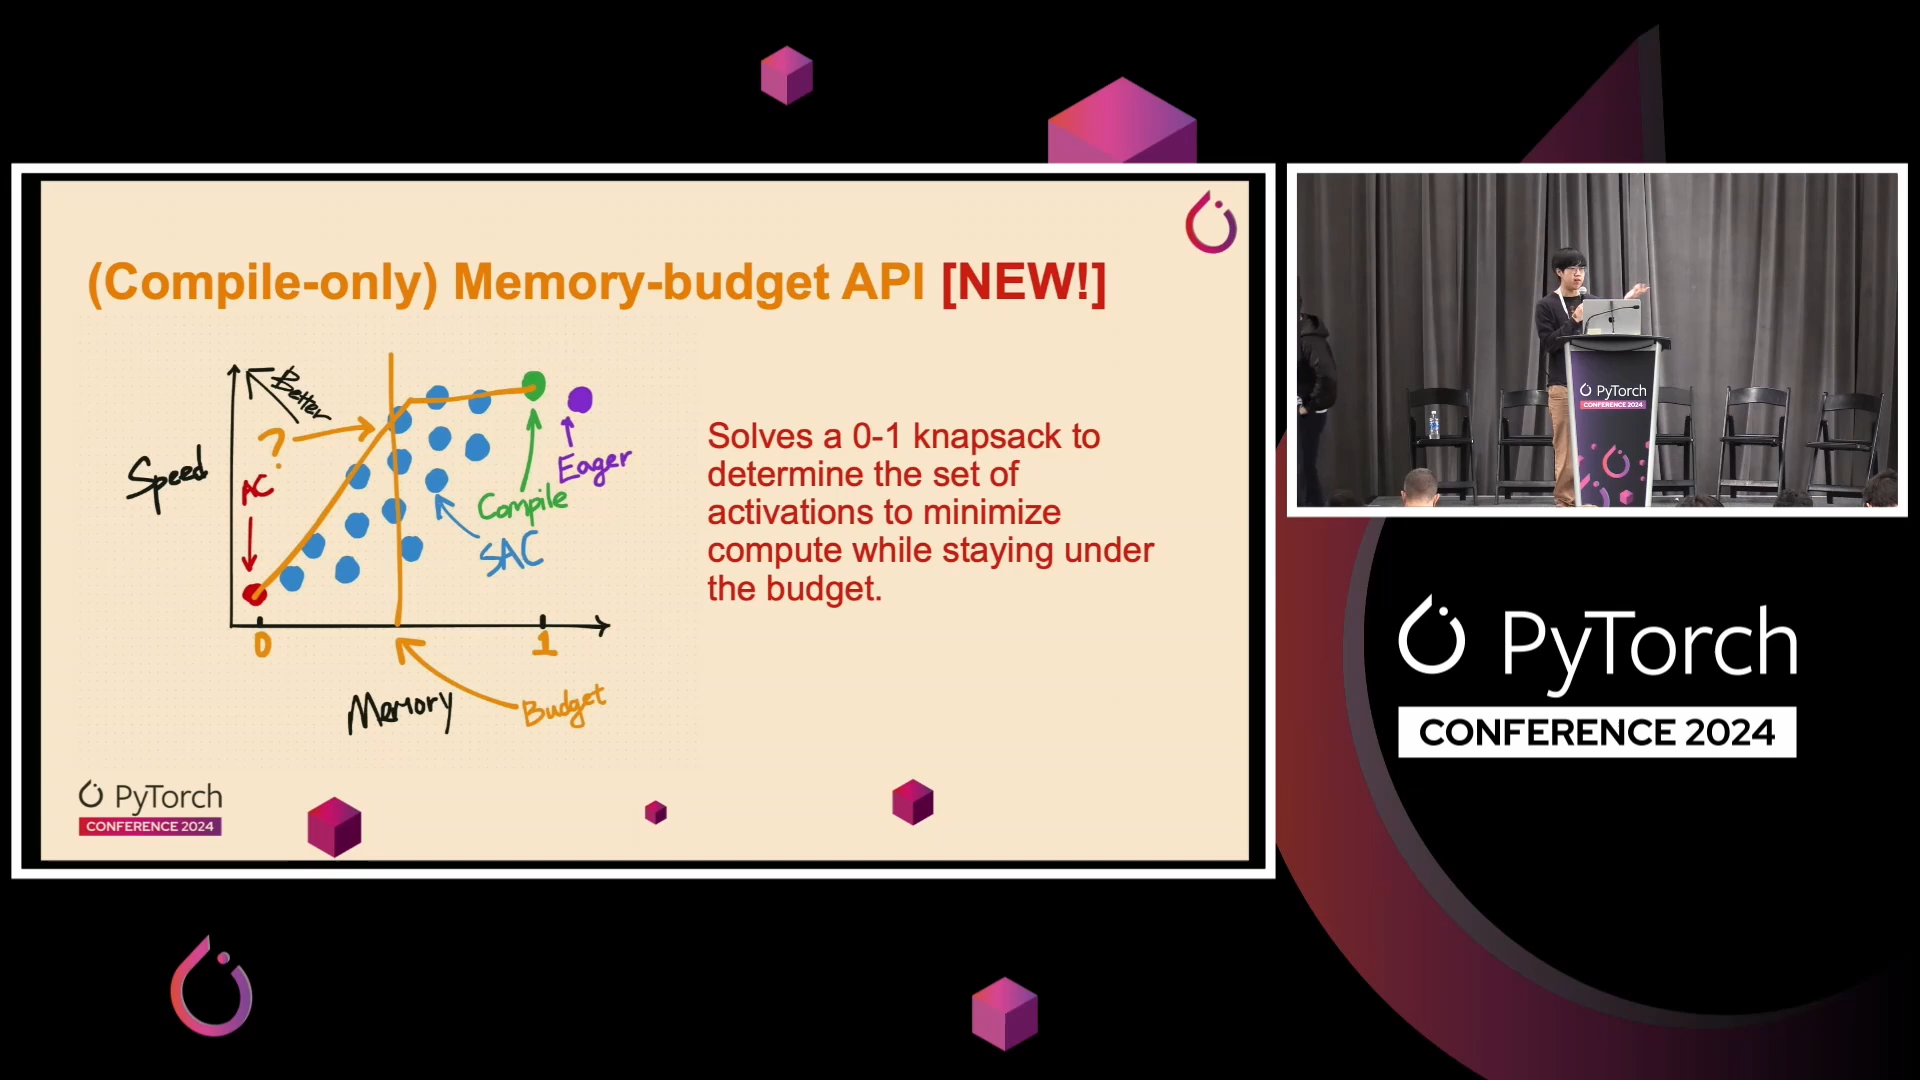 (Compile-only) Memory-budget API [NEW!]
Better
?
Speed
AC
Eager
Compile
SAC
0
1
Memory
Budget
Solves a 0-1 knapsack to
determine the set of
activations to minimize
compute while staying under
the budget.
PyTorch
CONFERENCE 2024
PyTorch
CONFERENCE 2024
PyTorch
CONFERENCE 2024